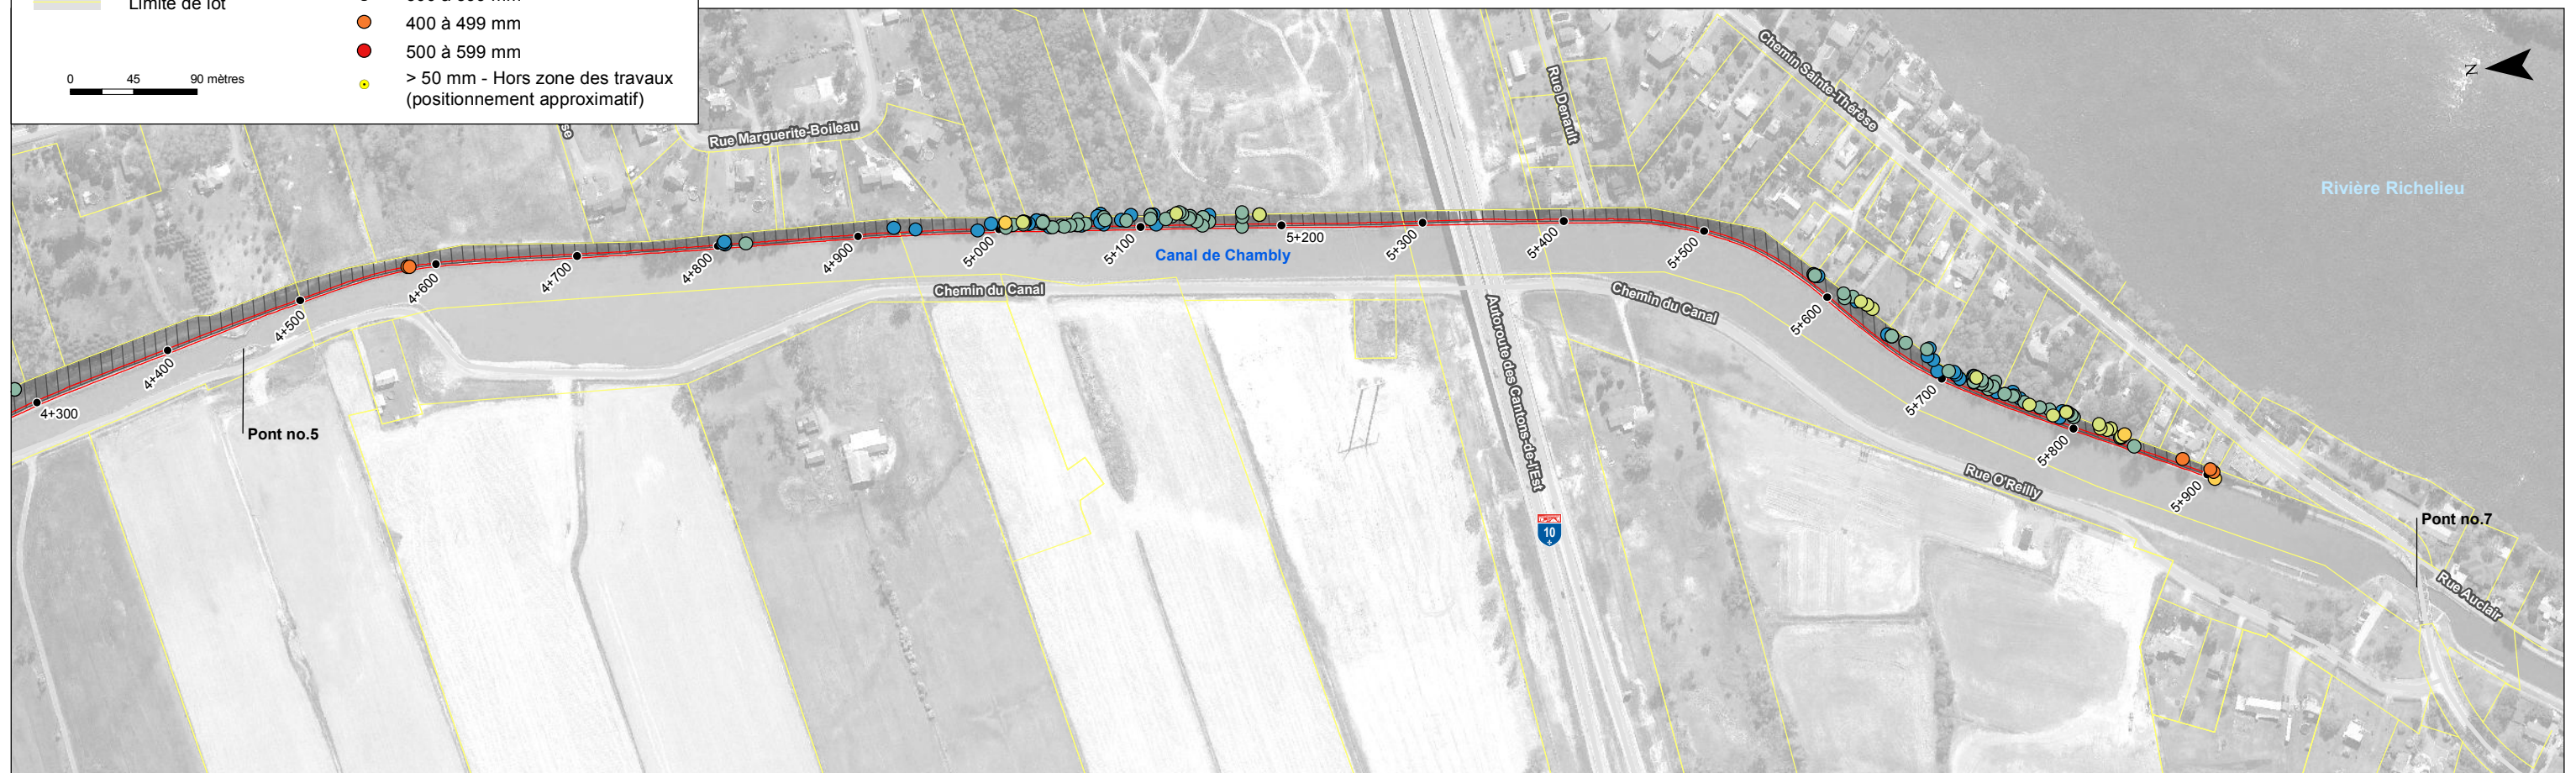 Limite de lot
400 à 499 mm
500 à 599 mm
> 50 mm - Hors zone des travaux
(positionnement approximatif)
0 45 90 mètres
N
Chemin Sainte-Thérèse
Rue Denault
Rue Marguerite-Boileau
Rivière Richelieu
Canal de Chambly
Chemin du Canal
Chemin du Canal
Autoroute des Cantons-de-l'Est
10
Rue O'Reilly
Rue Auclair
Pont no.5
Pont no.7
4+300
4+400
4+500
4+600
4+700
4+800
4+900
5+000
5+100
5+200
5+300
5+400
5+500
5+600
5+700
5+800
5+900